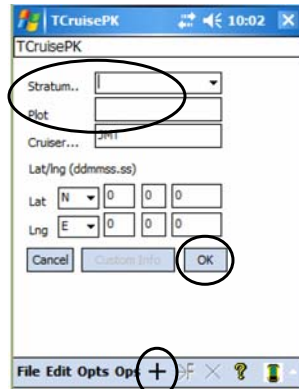 TCruisePK 10:02
TCruisePK
Stratum..
Plot
Cruiser... JMT
Lat/lng (ddmmss.ss)
Lat N 0 0 0
Lng E 0 0 0
Cancel Custom Info OK
File Edit Opts Ops